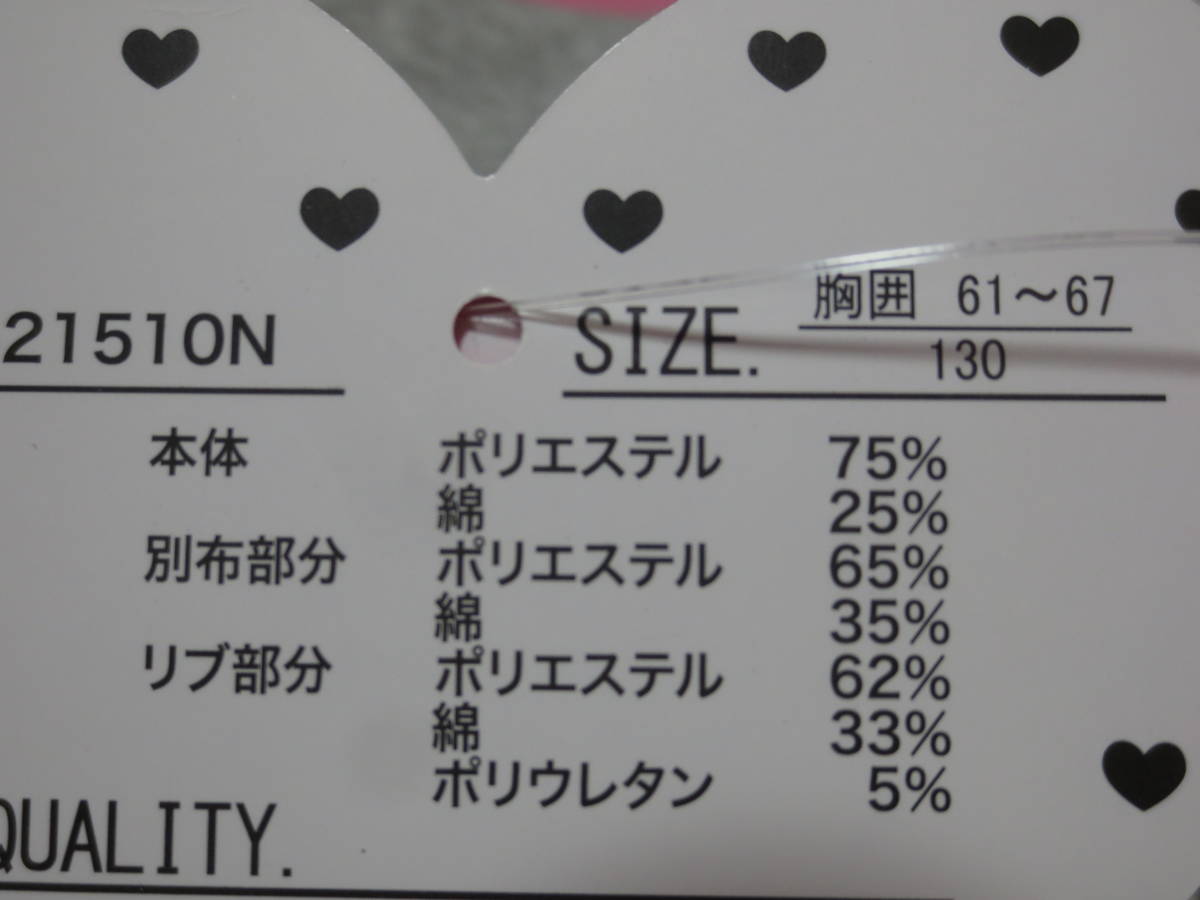 21510N
SIZE. 胸囲 61～67
130
本体 ポリエステル 75%
綿 25%
別布部分 ポリエステル 65%
綿 35%
リブ部分 ポリエステル 62%
綿 33%
ポリウレタン 5%
QUALITY.